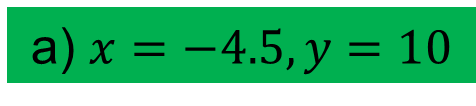 a) x = −4.5, y = 10